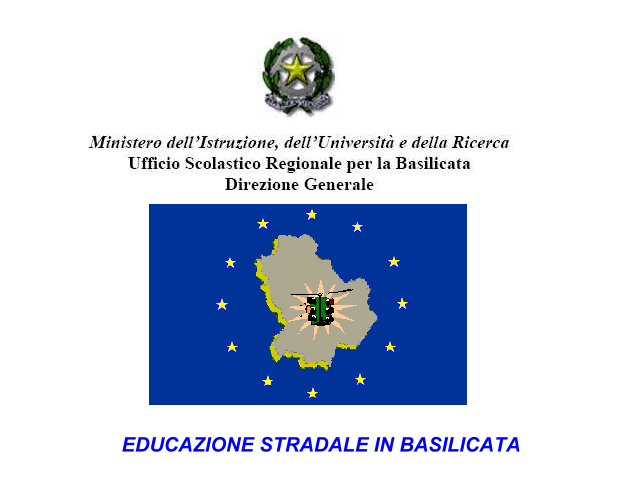 Ministero dell'Istruzione, dell'Università e della Ricerca
Ufficio Scolastico Regionale per la Basilicata
Direzione Generale
EDUCAZIONE STRADALE IN BASILICATA